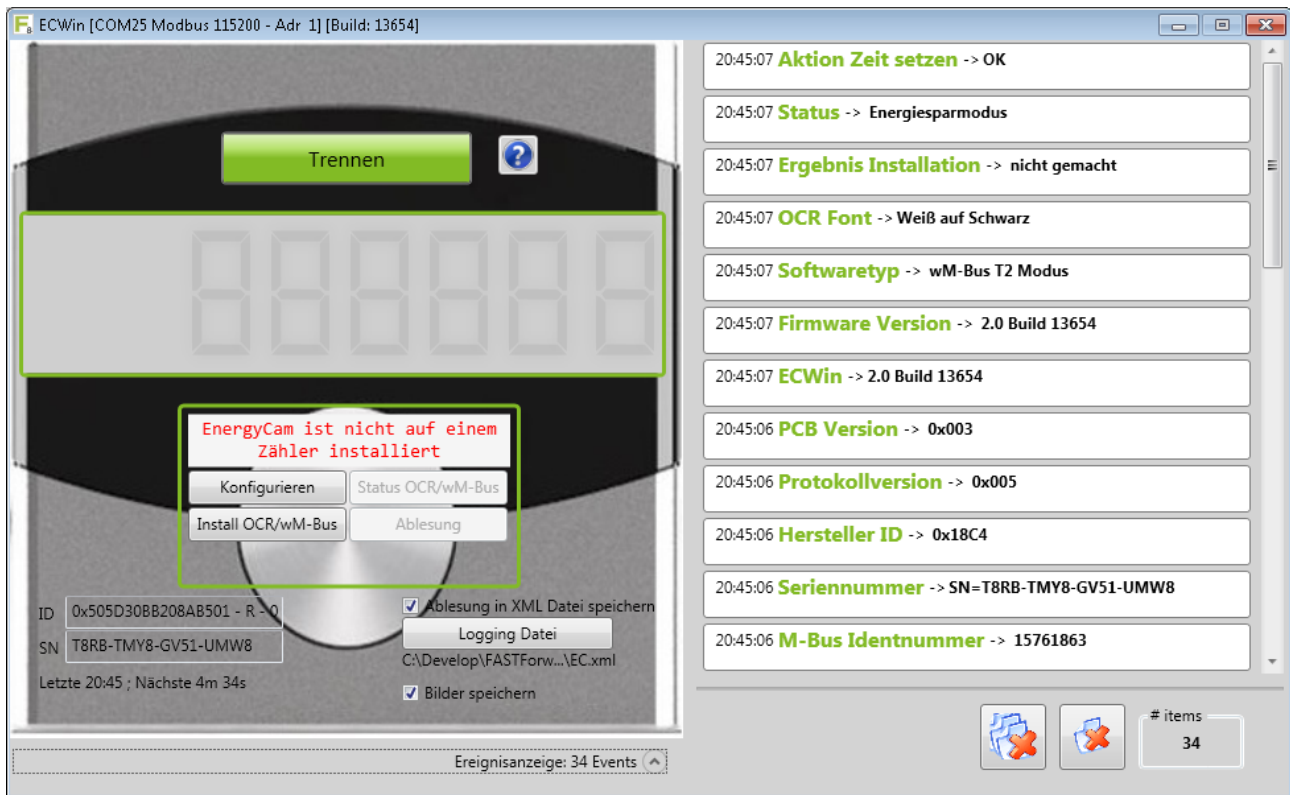 ECWin [COM25 Modbus 115200 - Adr 1] [Build: 13654]
Trennen
EnergyCam ist nicht auf einem
Zähler installiert
Konfigurieren
Status OCR/wM-Bus
Install OCR/wM-Bus
Ablesung
ID 0x505D30BB208AB501 - R - 0
SN T8RB-TMY8-GV51-UMW8
Letzte 20:45 ; Nächste 4m 34s
Ablesung in XML Datei speichern
Logging Datei
C:\Develop\FASTForw...\EC.xml
Bilder speichern
Ereignisanzeige: 34 Events
20:45:07 Aktion Zeit setzen -> OK
20:45:07 Status -> Energiesparmodus
20:45:07 Ergebnis Installation -> nicht gemacht
20:45:07 OCR Font -> Weiß auf Schwarz
20:45:07 Softwaretyp -> wM-Bus T2 Modus
20:45:07 Firmware Version -> 2.0 Build 13654
20:45:07 ECWin -> 2.0 Build 13654
20:45:06 PCB Version -> 0x003
20:45:06 Protokollversion -> 0x005
20:45:06 Hersteller ID -> 0x18C4
20:45:06 Seriennummer -> SN=T8RB-TMY8-GV51-UMW8
20:45:06 M-Bus Identnummer -> 15761863
# items
34